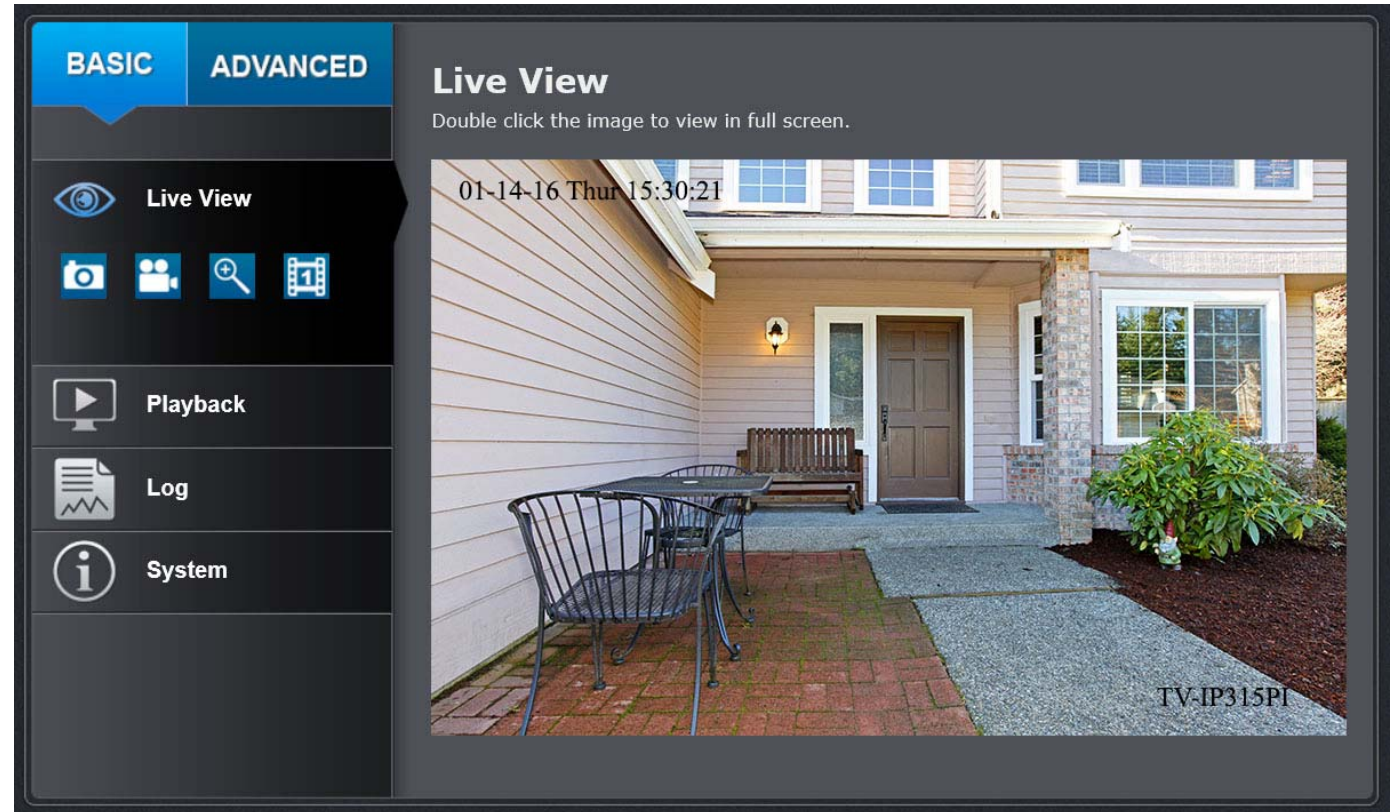 BASIC ADVANCED
Live View
Double click the image to view in full screen.
01-14-16 Thur 15:30:21
Live View
1
Playback
Log
System
TV-IP315PI